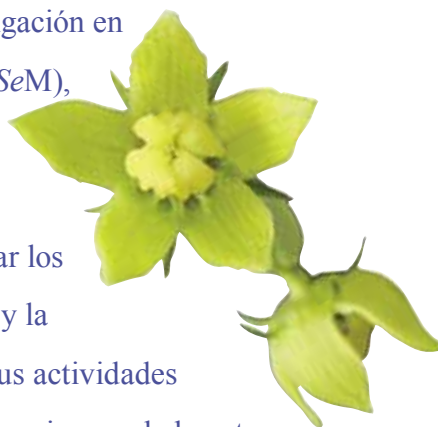 gación en
SeM),
ar los
y la
us actividades